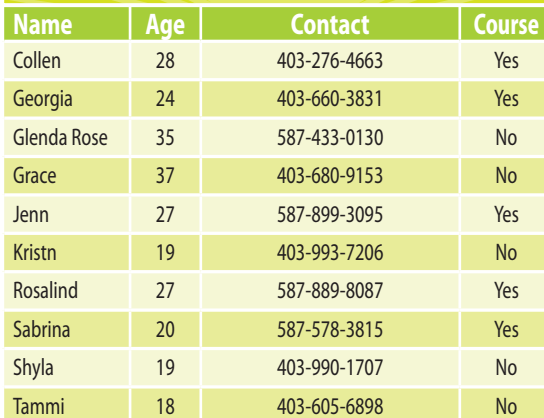 Name Age Contact Course
Collen 28 403-276-4663 Yes
Georgia 24 403-660-3831 Yes
Glenda Rose 35 587-433-0130 No
Grace 37 403-680-9153 No
Jenn 27 587-899-3095 Yes
Kristn 19 403-993-7206 No
Rosalind 27 587-889-8087 Yes
Sabrina 20 587-578-3815 Yes
Shyla 19 403-990-1707 No
Tammi 18 403-605-6898 No